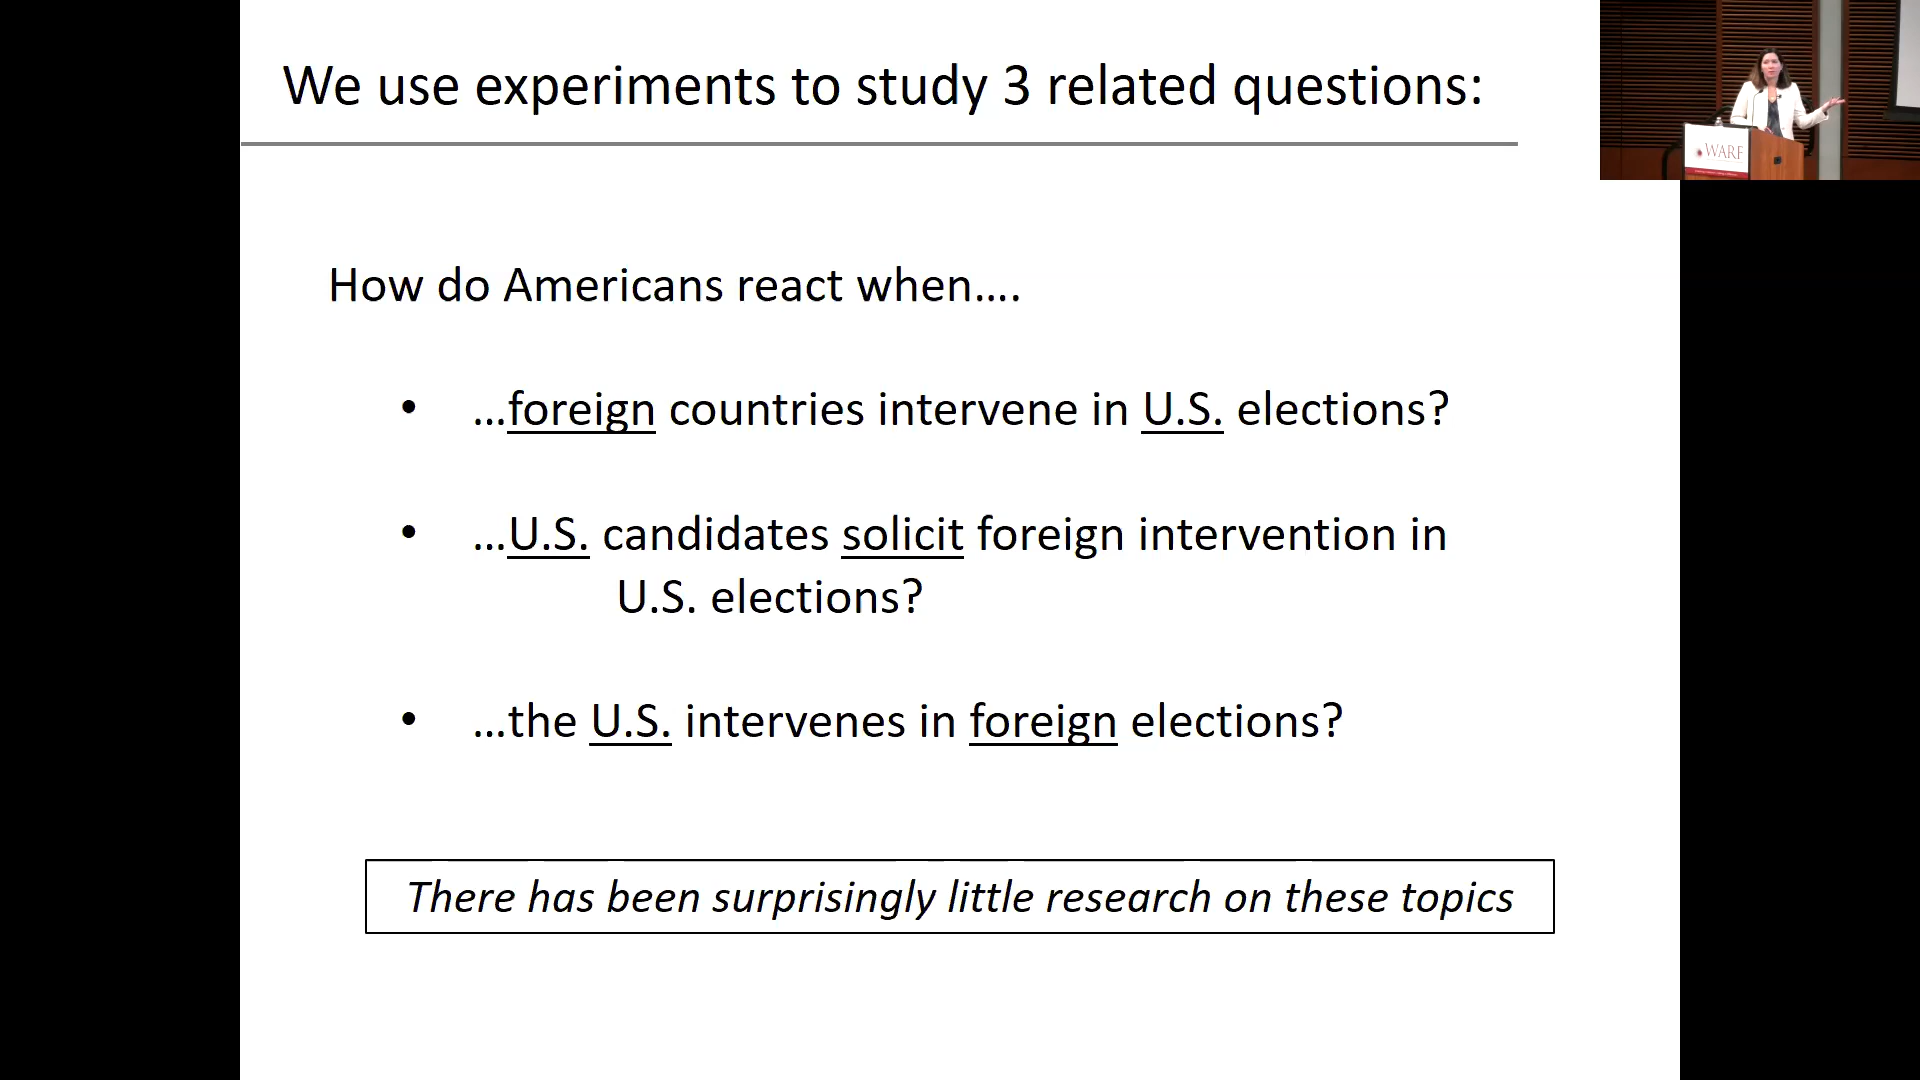 We use experiments to study 3 related questions:
How do Americans react when....
• ...foreign countries intervene in U.S. elections?
• ...U.S. candidates solicit foreign intervention in
U.S. elections?
• ...the U.S. intervenes in foreign elections?
There has been surprisingly little research on these topics
WARF